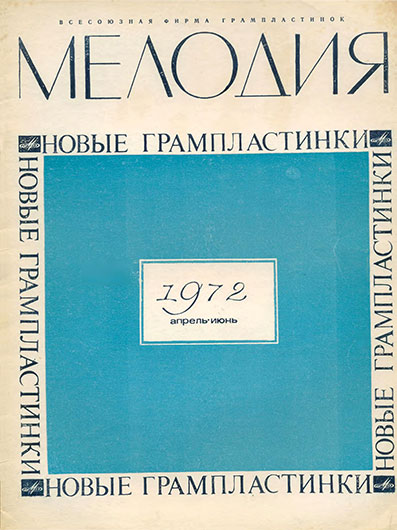 ВСЕСОЮЗНАЯ ФИРМА ГРАМПЛАСТИНОК
МЕЛОДИЯ
НОВЫЕ ГРАМПЛАСТИНКИ
НОВЫЕ ГРАМПЛАСТИНКИ
НОВЫЕ ГРАМПЛАСТИНКИ
1972
апрель-июнь
НОВЫЕ ГРАМПЛАСТИНКИ